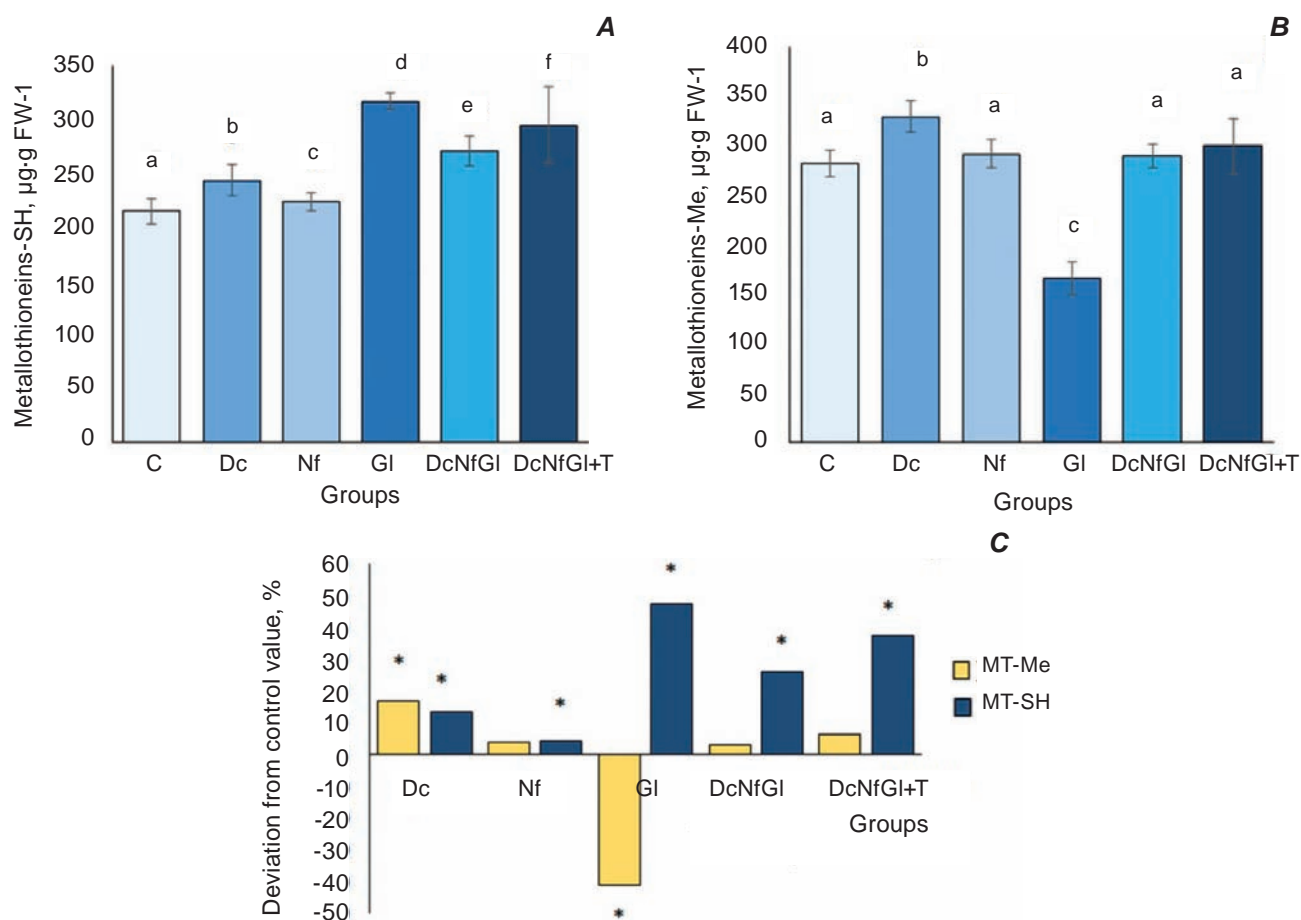 A
Metallothioneins-SH, µg·g FW-1
350
300
250
200
150
100
50
0
a
b
c
d
e
f
C Dc Nf Gl DcNfGl DcNfGl+T
Groups
B
Metallothioneins-Me, µg·g FW-1
400
350
300
250
200
150
100
50
0
a
b
a
c
a
a
C Dc Nf Gl DcNfGl DcNfGl+T
Groups
C
Deviation from control value, %
60
50
40
30
20
10
0
-10
-20
-30
-40
-50
* * * * * * *
Dc Nf Gl DcNfGl DcNfGl+T
Groups
MT-Me
MT-SH